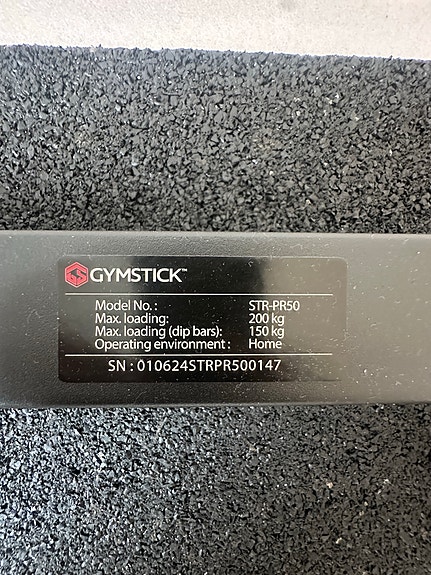 GYMSTICK™
Model No.: STR-PR50
Max. loading: 200 kg
Max. loading (dip bars): 150 kg
Operating environment : Home
SN : 010624STRPR500147